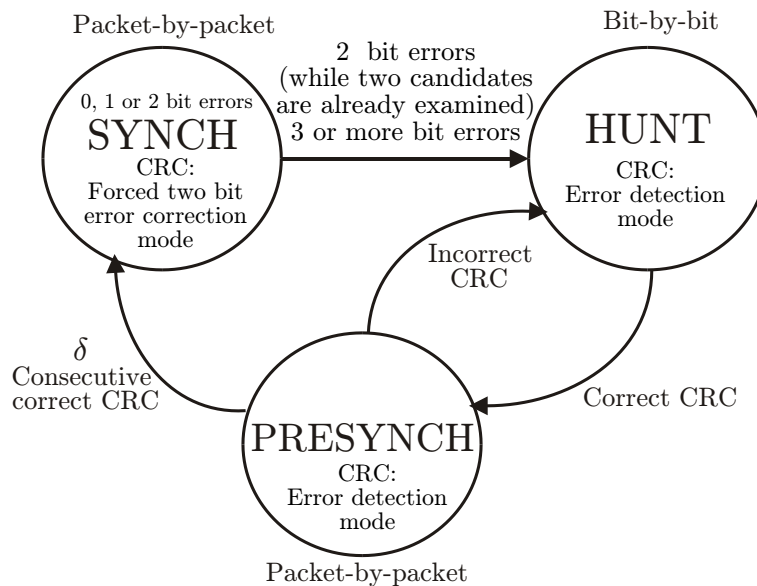 Packet-by-packet
Bit-by-bit
2 bit errors
(while two candidates
are already examined)
3 or more bit errors
0, 1 or 2 bit errors
SYNCH
CRC:
Forced two bit
error correction
mode
HUNT
CRC:
Error detection
mode
Incorrect
CRC
δ
Consecutive
correct CRC
Correct CRC
PRESYNCH
CRC:
Error detection
mode
Packet-by-packet